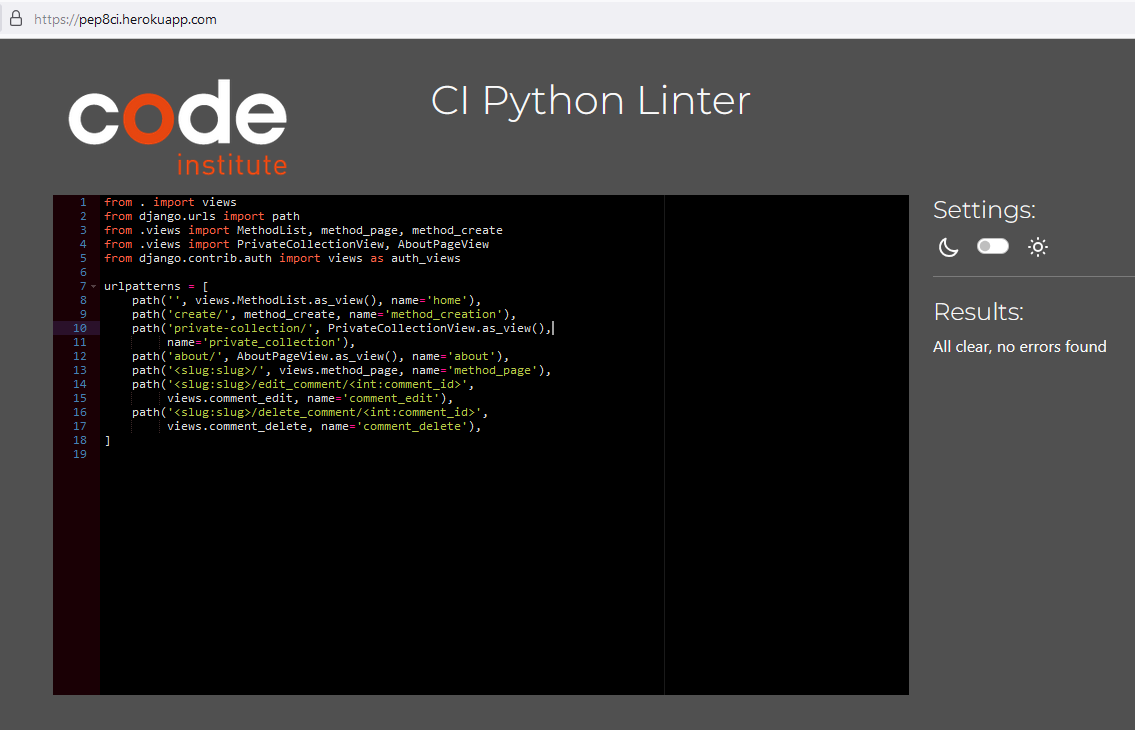 https://pep8ci.herokuapp.com
code
institute
CI Python Linter
1 from . import views
2 from django.urls import path
3 from .views import MethodList, method_page, method_create
4 from .views import PrivateCollectionView, AboutPageView
5 from django.contrib.auth import views as auth_views
6
7 urlpatterns = [
8     path('', views.MethodList.as_view(), name='home'),
9     path('create/', method_create, name='method_creation'),
10     path('private-collection/', PrivateCollectionView.as_view(),
11          name='private_collection'),
12     path('about/', AboutPageView.as_view(), name='about'),
13     path('<slug:slug>/', views.method_page, name='method_page'),
14     path('<slug:slug>/edit_comment/<int:comment_id>',
15          views.comment_edit, name='comment_edit'),
16     path('<slug:slug>/delete_comment/<int:comment_id>',
17          views.comment_delete, name='comment_delete'),
18 ]
19
Settings:
Results:
All clear, no errors found